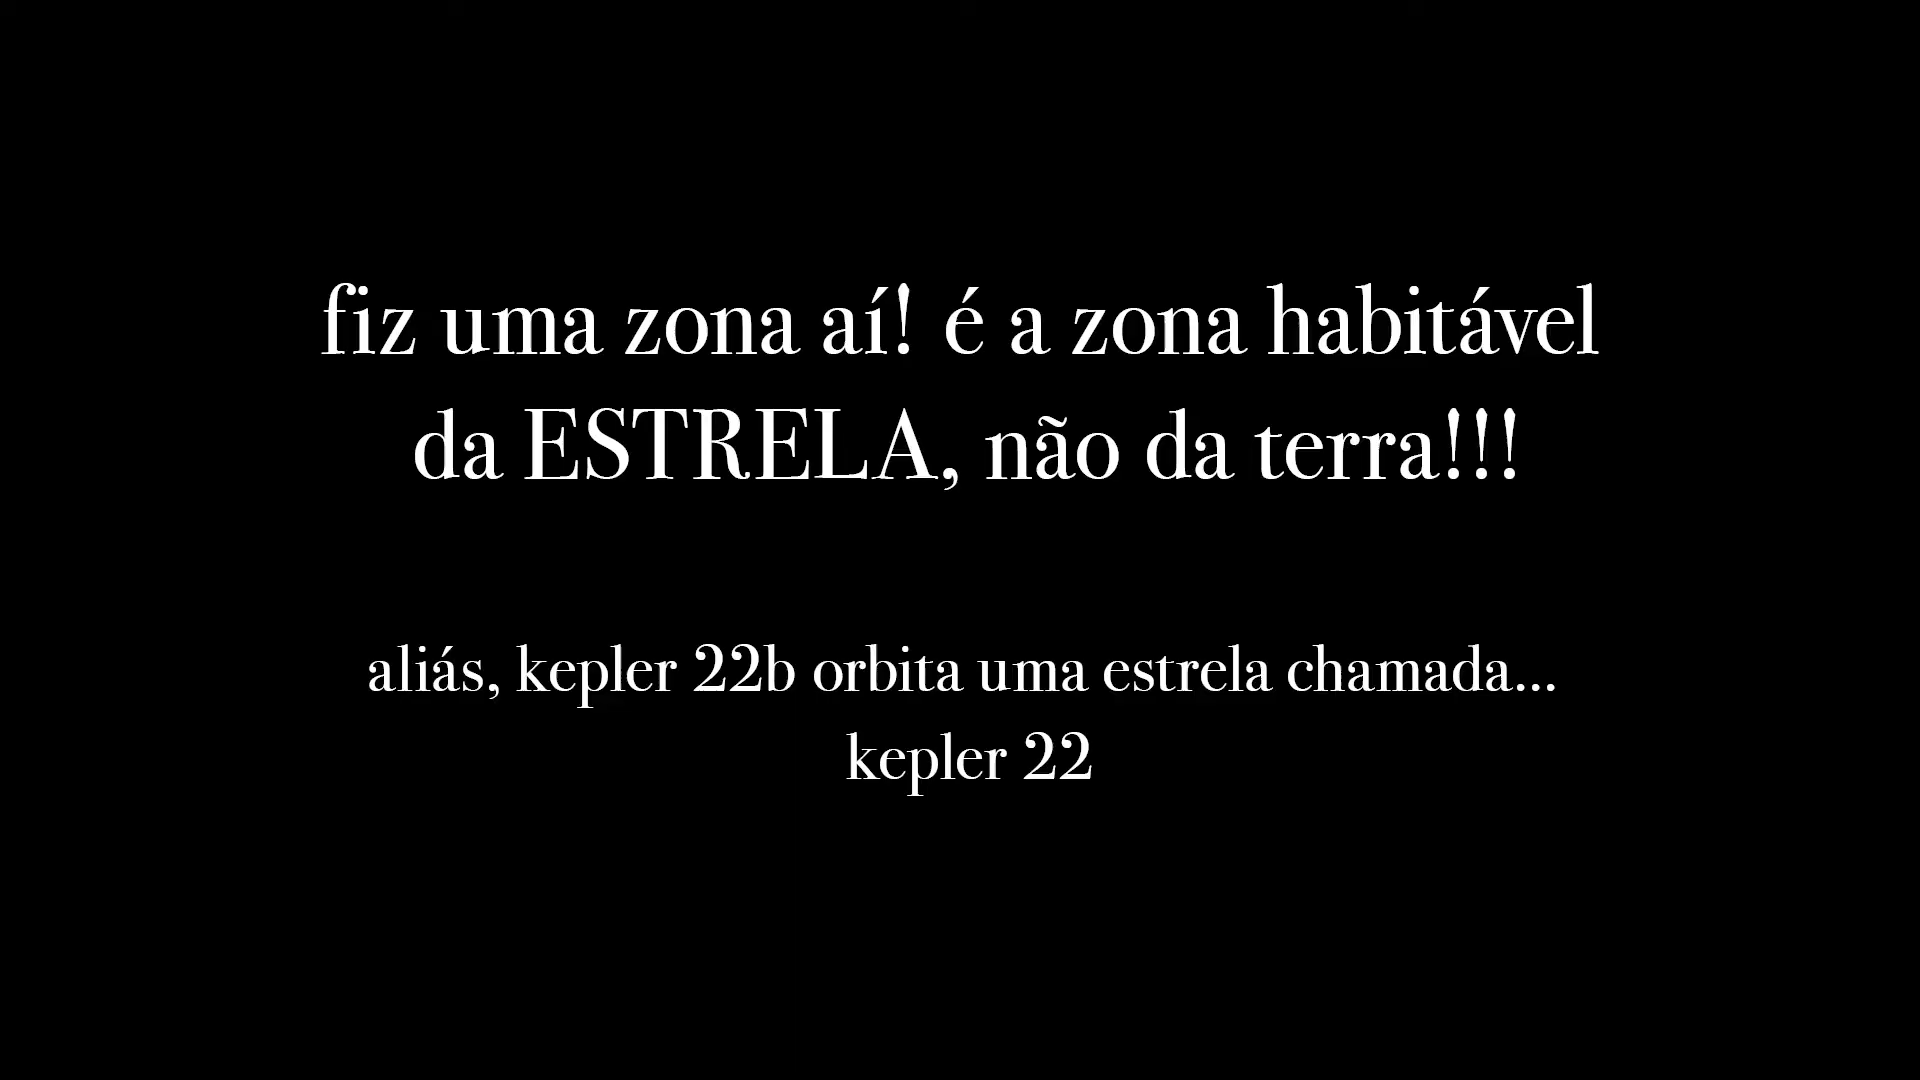 fiz uma zona aí! é a zona habitável
da ESTRELA, não da terra!!!
aliás, kepler 22b orbita uma estrela chamada...
kepler 22